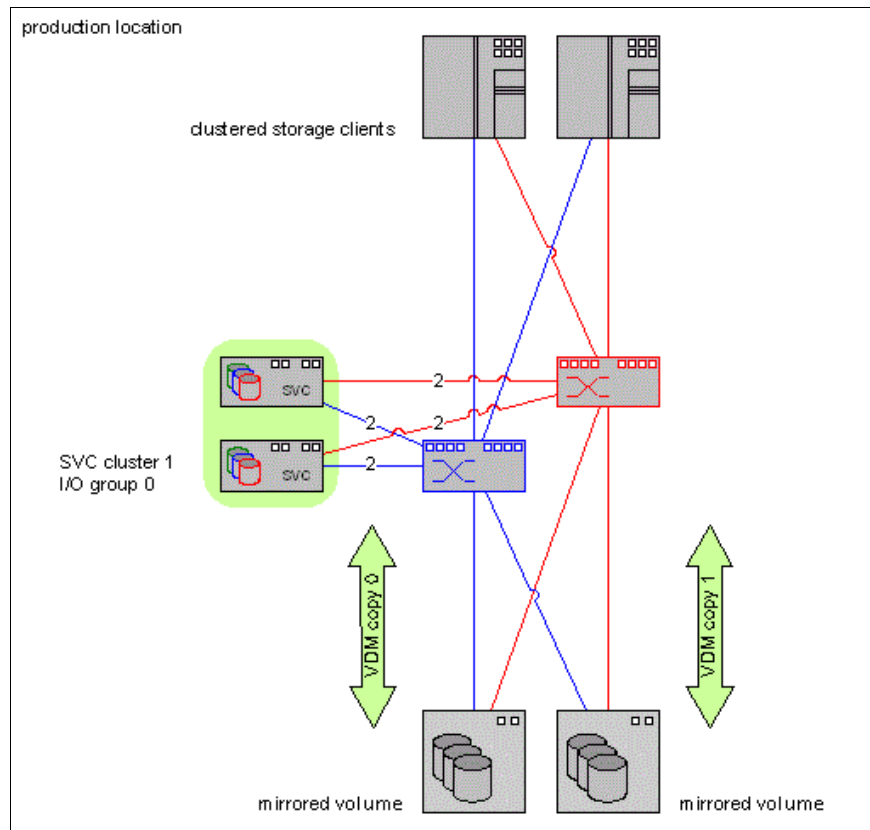 production location
clustered storage clients
SVC
2
2
2
SVC
2
SVC cluster 1
I/O group 0
VDM copy 0
VDM copy 1
mirrored volume
mirrored volume